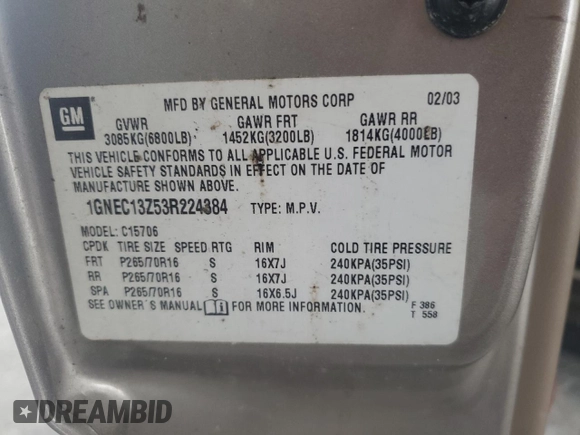 GM
MFD BY GENERAL MOTORS CORP 02/03
GVWR GAWR FRT GAWR RR
3085KG(6800LB) 1452KG(3200LB) 1814KG(4000LB)
THIS VEHICLE CONFORMS TO ALL APPLICABLE U.S. FEDERAL MOTOR
VEHICLE SAFETY STANDARDS IN EFFECT ON THE DATE OF
MANUFACTURE SHOWN ABOVE.
1GNEC13Z53R224384 TYPE: M.P.V.
MODEL: C15706
CPDK TIRE SIZE SPEED RTG RIM COLD TIRE PRESSURE
FRT P265/70R16 S 16X7J 240KPA(35PSI)
RR P265/70R16 S 16X7J 240KPA(35PSI)
SPA P265/70R16 S 16X6.5J 240KPA(35PSI)
SEE OWNER'S MANUAL FOR MORE INFORMATION. F 386
T 558
DREAMBID